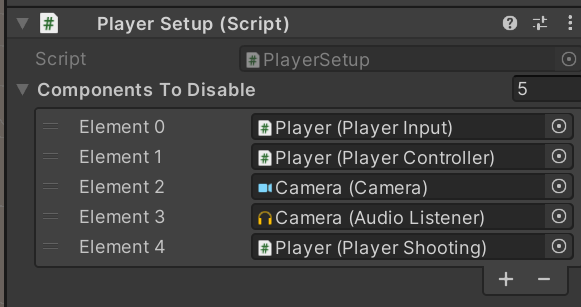 Player Setup (Script)
Script PlayerSetup
Components To Disable 5
Element 0 Player (Player Input)
Element 1 Player (Player Controller)
Element 2 Camera (Camera)
Element 3 Camera (Audio Listener)
Element 4 Player (Player Shooting)
+ −